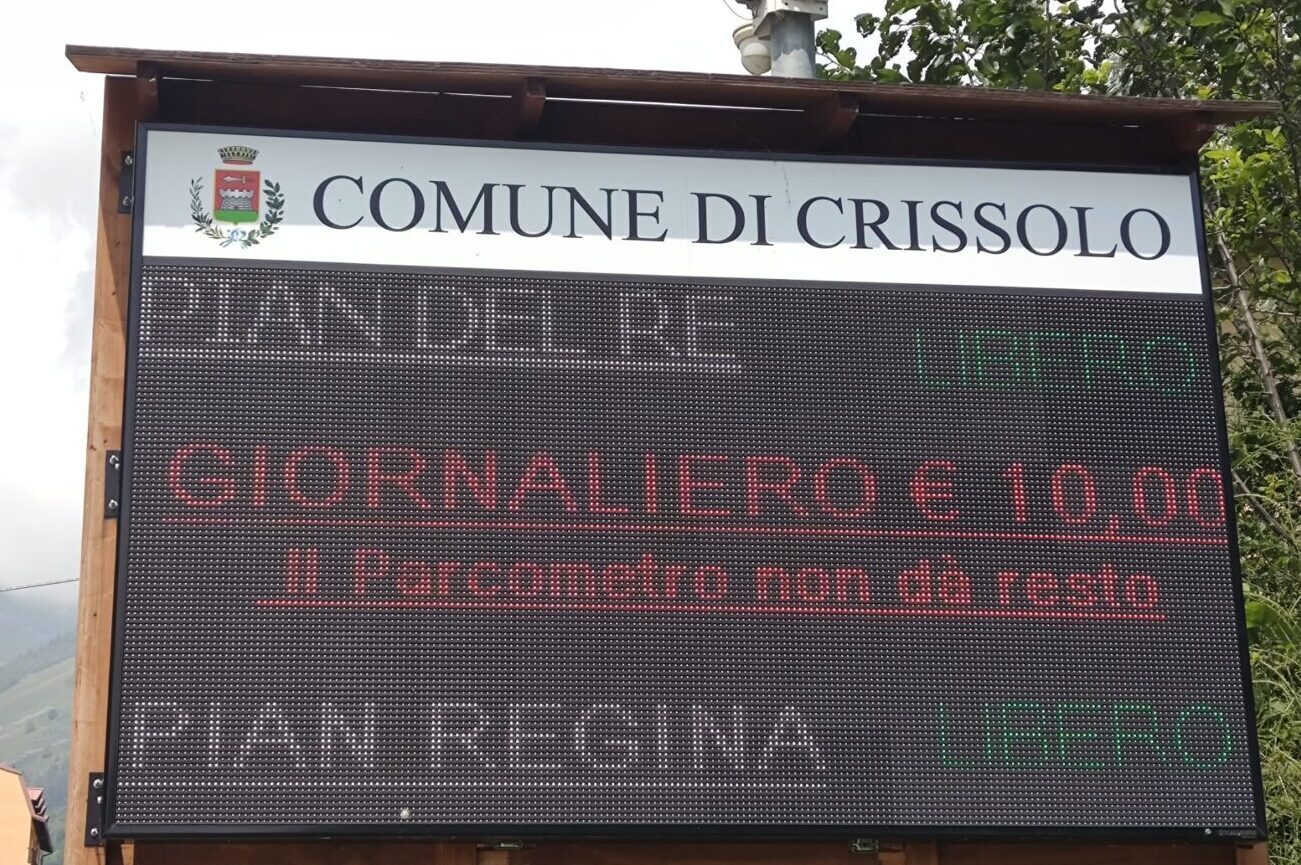 COMUNE DI CRISSOLO
PIAN DEL RE LIBERO
GIORNALIERO € 10,00
Il Parcometro non dà resto
PIAN REGINA LIBERO